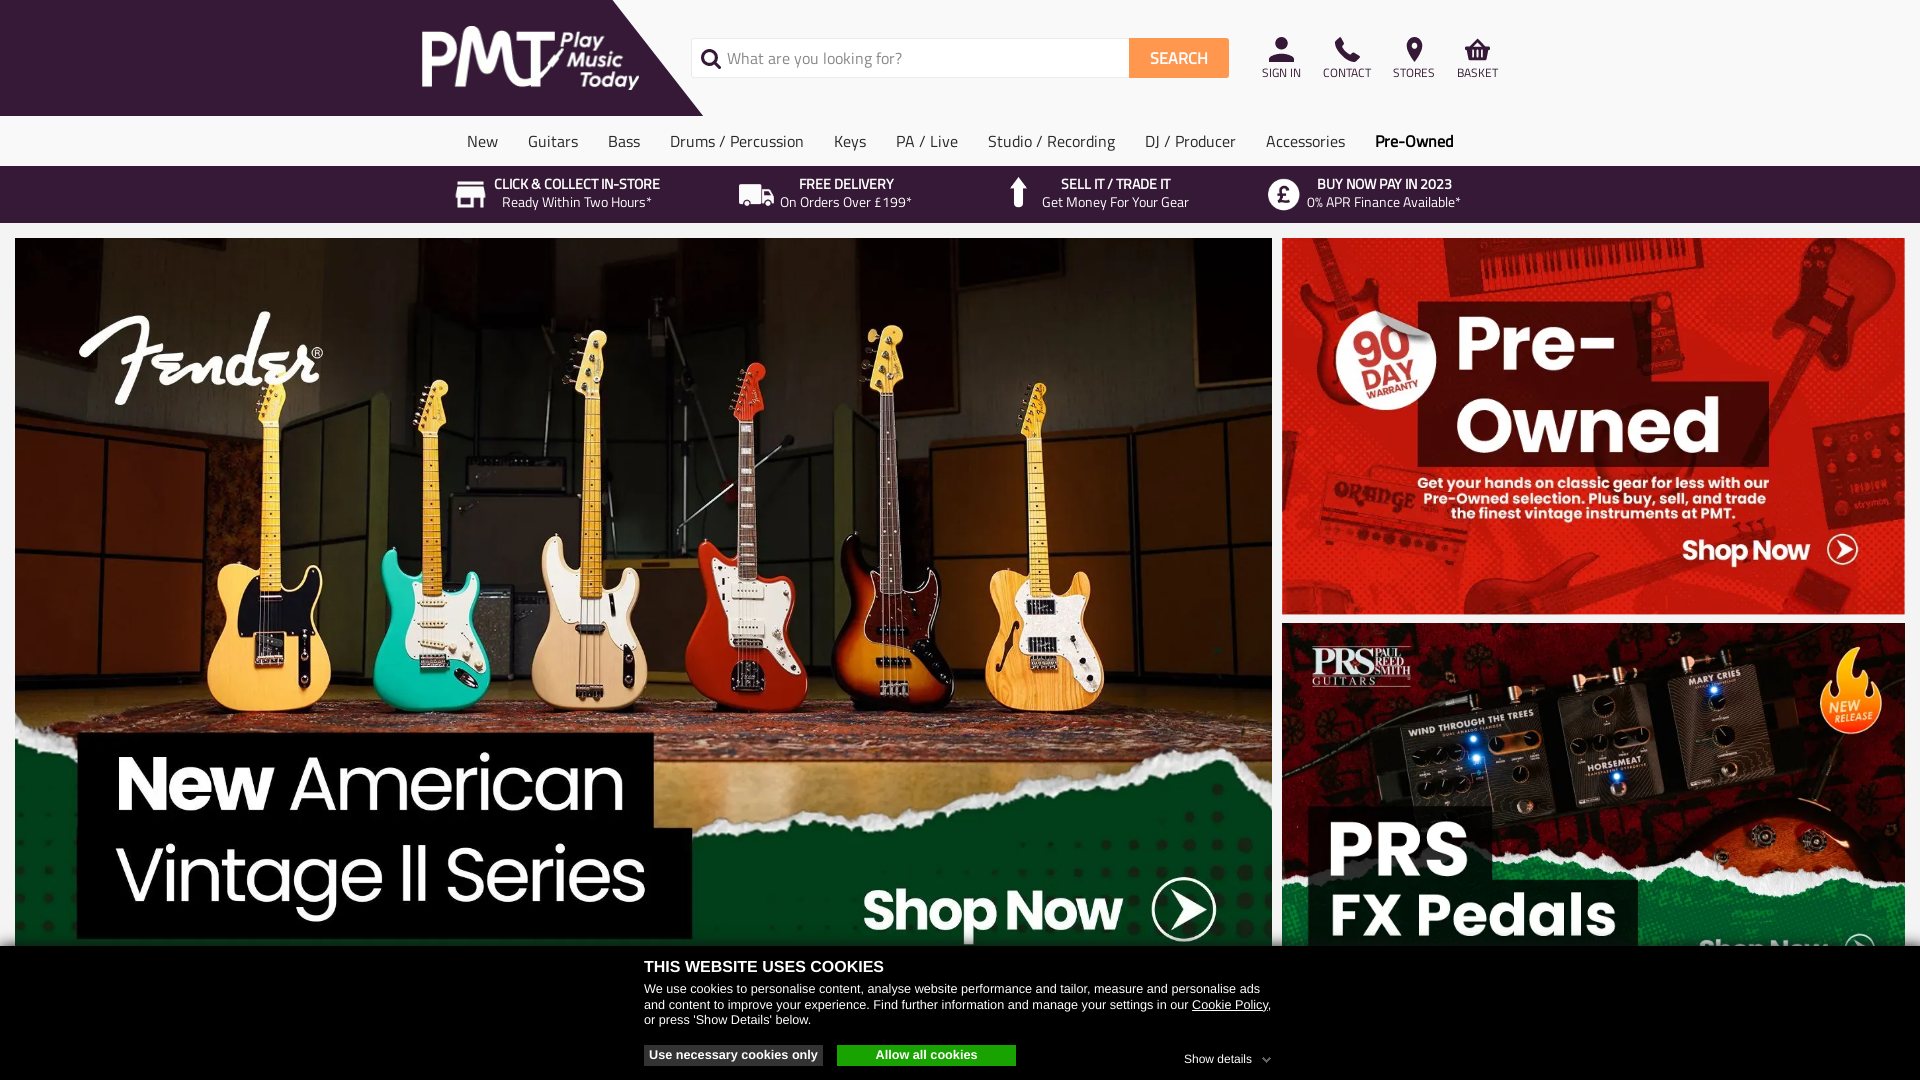 PMT Play
Music
Today
What are you looking for?
SEARCH
SIGN IN
CONTACT
STORES
BASKET
New
Guitars
Bass
Drums / Percussion
Keys
PA / Live
Studio / Recording
DJ / Producer
Accessories
Pre-Owned
CLICK & COLLECT IN-STORE
Ready Within Two Hours*
FREE DELIVERY
On Orders Over £199*
SELL IT / TRADE IT
Get Money For Your Gear
BUY NOW PAY IN 2023
0% APR Finance Available*
Fender®
New American
Vintage II Series
Shop Now
90
DAY
WARRANTY
Pre-
Owned
ORANGE
IRIDIUM
strymon
Get your hands on classic gear for less with our
Pre-Owned selection. Plus buy, sell, and trade
the finest vintage instruments at PMT.
Shop Now
PRS PAUL
REED
SMITH
GUITARS
WIND THROUGH THE TREES
DUAL ANALOG FLANGER
HORSEMEAT
TRANSPARENT OVERDRIVE
MARY CRIES
NEW
RELEASE
PRS
FX Pedals
Shop Now
THIS WEBSITE USES COOKIES
We use cookies to personalise content, analyse website performance and tailor, measure and personalise ads
and content to improve your experience. Find further information and manage your settings in our Cookie Policy,
or press 'Show Details' below.
Use necessary cookies only
Allow all cookies
Show details